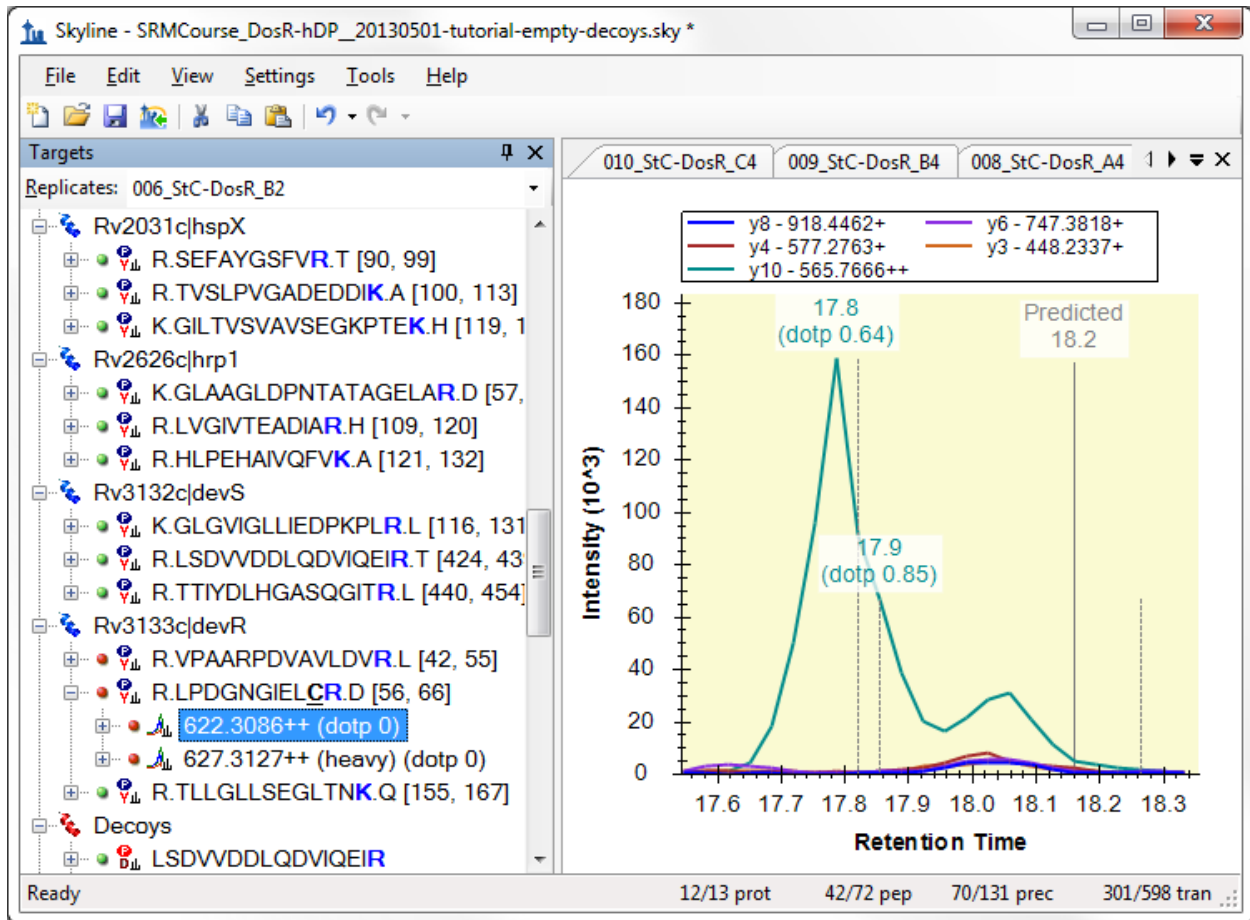 Skyline - SRMCourse_DosR-hDP__20130501-tutorial-empty-decoys.sky *
File Edit View Settings Tools Help
Targets
Replicates: 006_StC-DosR_B2
Rv2031c|hspX
R.SEFAYGSFVR.T [90, 99]
R.TVSLPVGADEDDIK.A [100, 113]
K.GILTVSVAVSEGKPTEK.H [119, 1
Rv2626c|hrp1
K.GLAAGLDPNTATAGELAR.D [57,
R.LVGIVTEADIAR.H [109, 120]
R.HLPEHAIVQFVK.A [121, 132]
Rv3132c|devS
K.GLGVIGLLIEDPKPLR.L [116, 131
R.LSDVVDDLQDVIQEIR.T [424, 43
R.TTIYDLHGASQGITR.L [440, 454]
Rv3133c|devR
R.VPAARPDVAVLDVR.L [42, 55]
R.LPDGNGIELCR.D [56, 66]
622.3086++ (dotp 0)
627.3127++ (heavy) (dotp 0)
R.TLLGLLSEGLTNK.Q [155, 167]
Decoys
LSDVVDDLQDVIQEIR
010_StC-DosR_C4 009_StC-DosR_B4 008_StC-DosR_A4
y8 - 918.4462+ y6 - 747.3818+
y4 - 577.2763+ y3 - 448.2337+
y10 - 565.7666++
180
160
140
120
100
80
60
40
20
0
Intensity (10^3)
17.8
(dotp 0.64)
Predicted
18.2
17.9
(dotp 0.85)
17.6 17.7 17.8 17.9 18.0 18.1 18.2 18.3
Retention Time
Ready 12/13 prot 42/72 pep 70/131 prec 301/598 tran